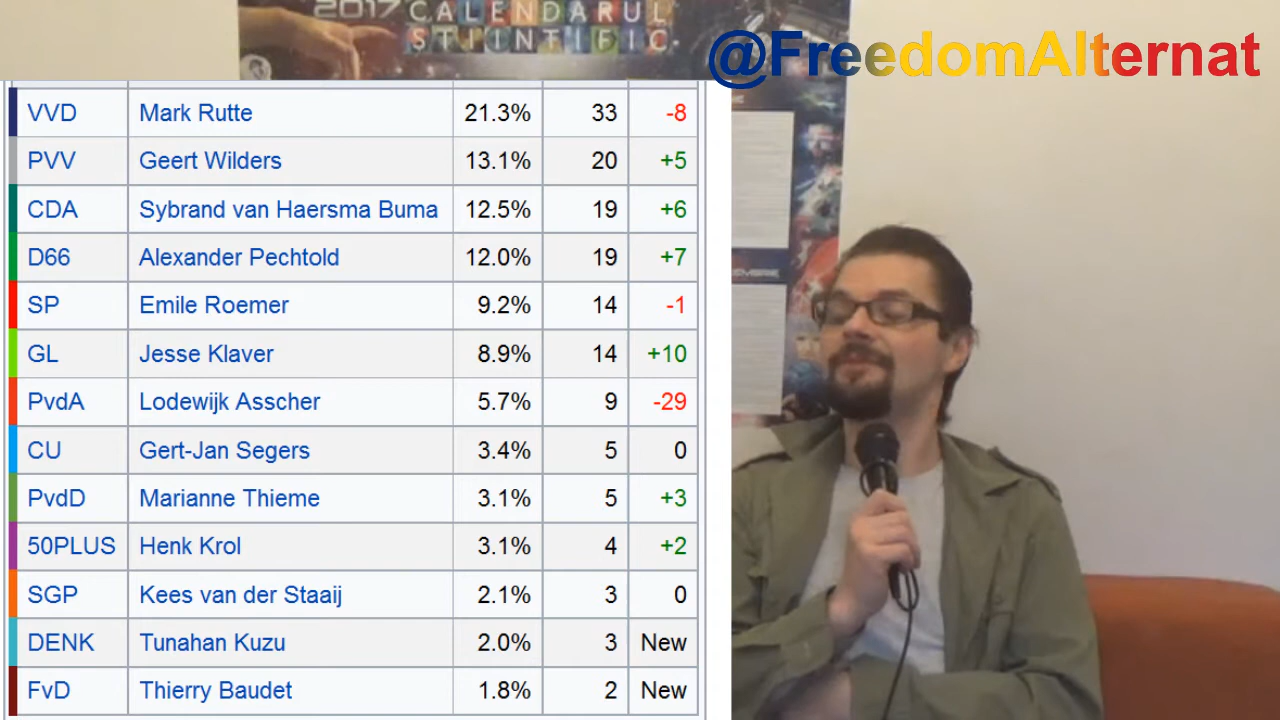 2017 CALENDARUL
STIINTIFIC
@FreedomAlternat
VVD Mark Rutte 21.3% 33 -8
PVV Geert Wilders 13.1% 20 +5
CDA Sybrand van Haersma Buma 12.5% 19 +6
D66 Alexander Pechtold 12.0% 19 +7
SP Emile Roemer 9.2% 14 -1
GL Jesse Klaver 8.9% 14 +10
PvdA Lodewijk Asscher 5.7% 9 -29
CU Gert-Jan Segers 3.4% 5 0
PvdD Marianne Thieme 3.1% 5 +3
50PLUS Henk Krol 3.1% 4 +2
SGP Kees van der Staaij 2.1% 3 0
DENK Tunahan Kuzu 2.0% 3 New
FvD Thierry Baudet 1.8% 2 New